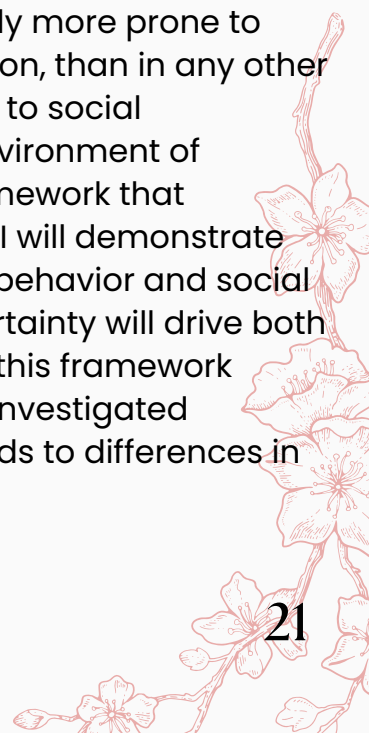 ly more prone to
on, than in any other
to social
vironment of
nework that
I will demonstrate
behavior and social
rtainty will drive both
this framework
nvestigated
ds to differences in
21